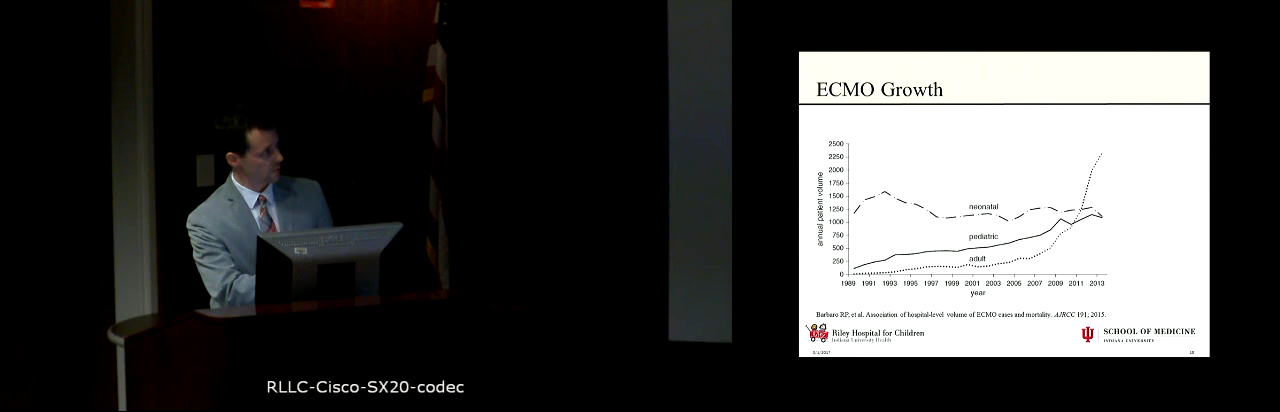 ECMO Growth
annual patient volume
2500
2250
2000
1750
1500
1250
1000
750
500
250
0
neonatal
pediatric
adult
1989 1991 1993 1995 1997 1999 2001 2003 2005 2007 2009 2011 2013
year
Barbaro RP, et al. Association of hospital-level volume of ECMO cases and mortality. AJRCC 191; 2015.
Riley Hospital for Children
Indiana University Health
SCHOOL OF MEDICINE
INDIANA UNIVERSITY
RLLC-Cisco-SX20-codec